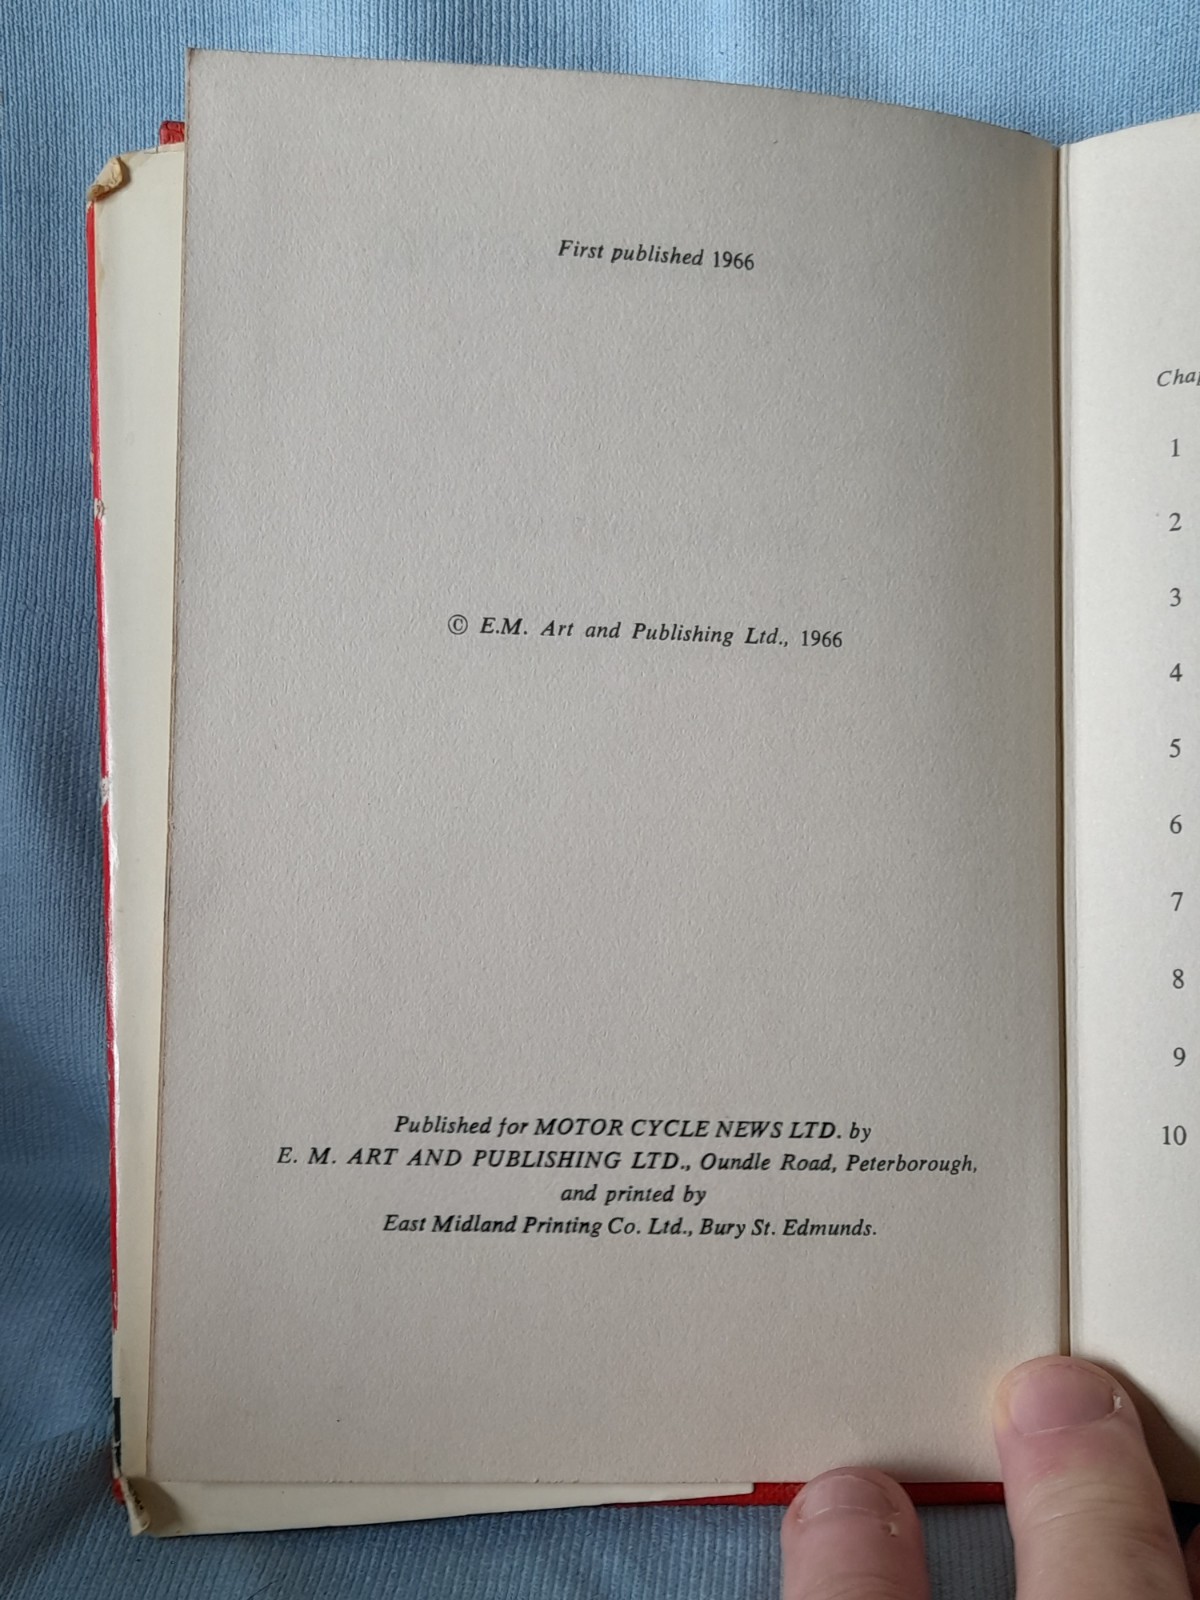 First published 1966
© E.M. Art and Publishing Ltd., 1966
Published for MOTOR CYCLE NEWS LTD. by
E. M. ART AND PUBLISHING LTD., Oundle Road, Peterborough,
and printed by
East Midland Printing Co. Ltd., Bury St. Edmunds.
Chap
1
2
3
4
5
6
7
8
9
10